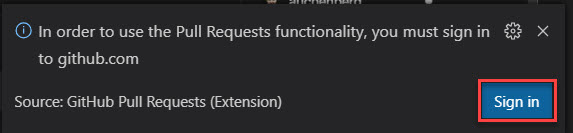 In order to use the Pull Requests functionality, you must sign in
to github.com
Source: GitHub Pull Requests (Extension)
Sign in